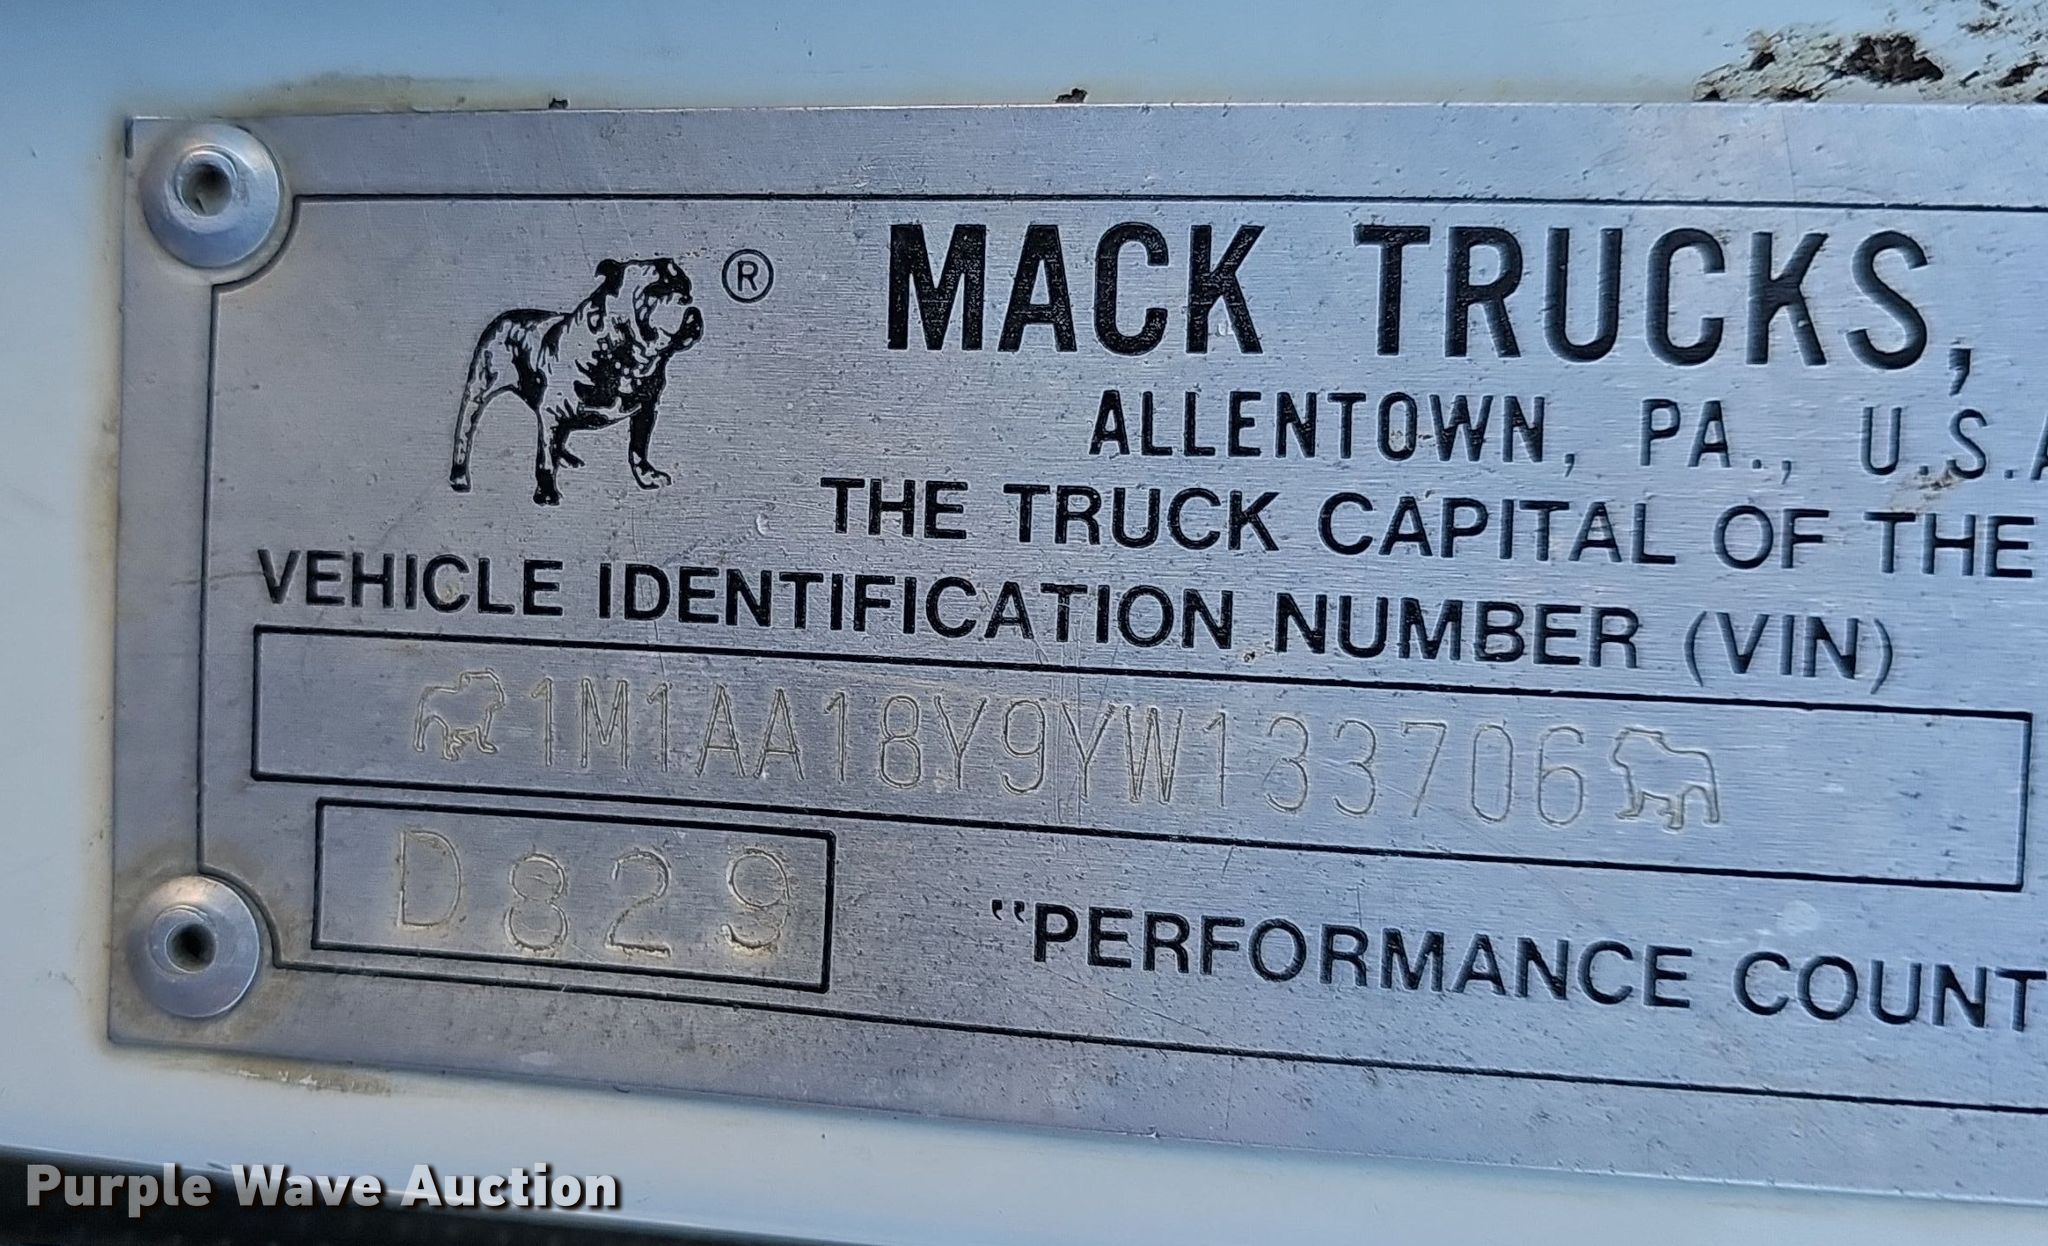 ®
MACK TRUCKS,
ALLENTOWN, PA., U.S.A
THE TRUCK CAPITAL OF THE
VEHICLE IDENTIFICATION NUMBER (VIN)
1M1AA18Y9YW133706
D829
"PERFORMANCE COUNT
Purple Wave Auction